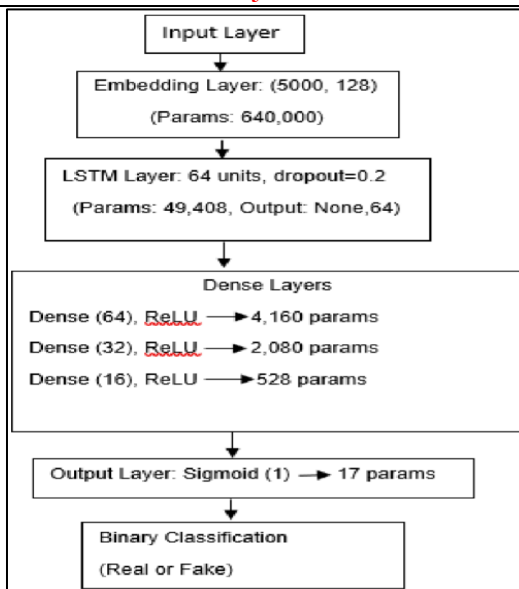 Input Layer
Embedding Layer: (5000, 128)
(Params: 640,000)
LSTM Layer: 64 units, dropout=0.2
(Params: 49,408, Output: None,64)
Dense Layers
Dense (64), ReLU → 4,160 params
Dense (32), ReLU → 2,080 params
Dense (16), ReLU → 528 params
Output Layer: Sigmoid (1) → 17 params
Binary Classification
(Real or Fake)